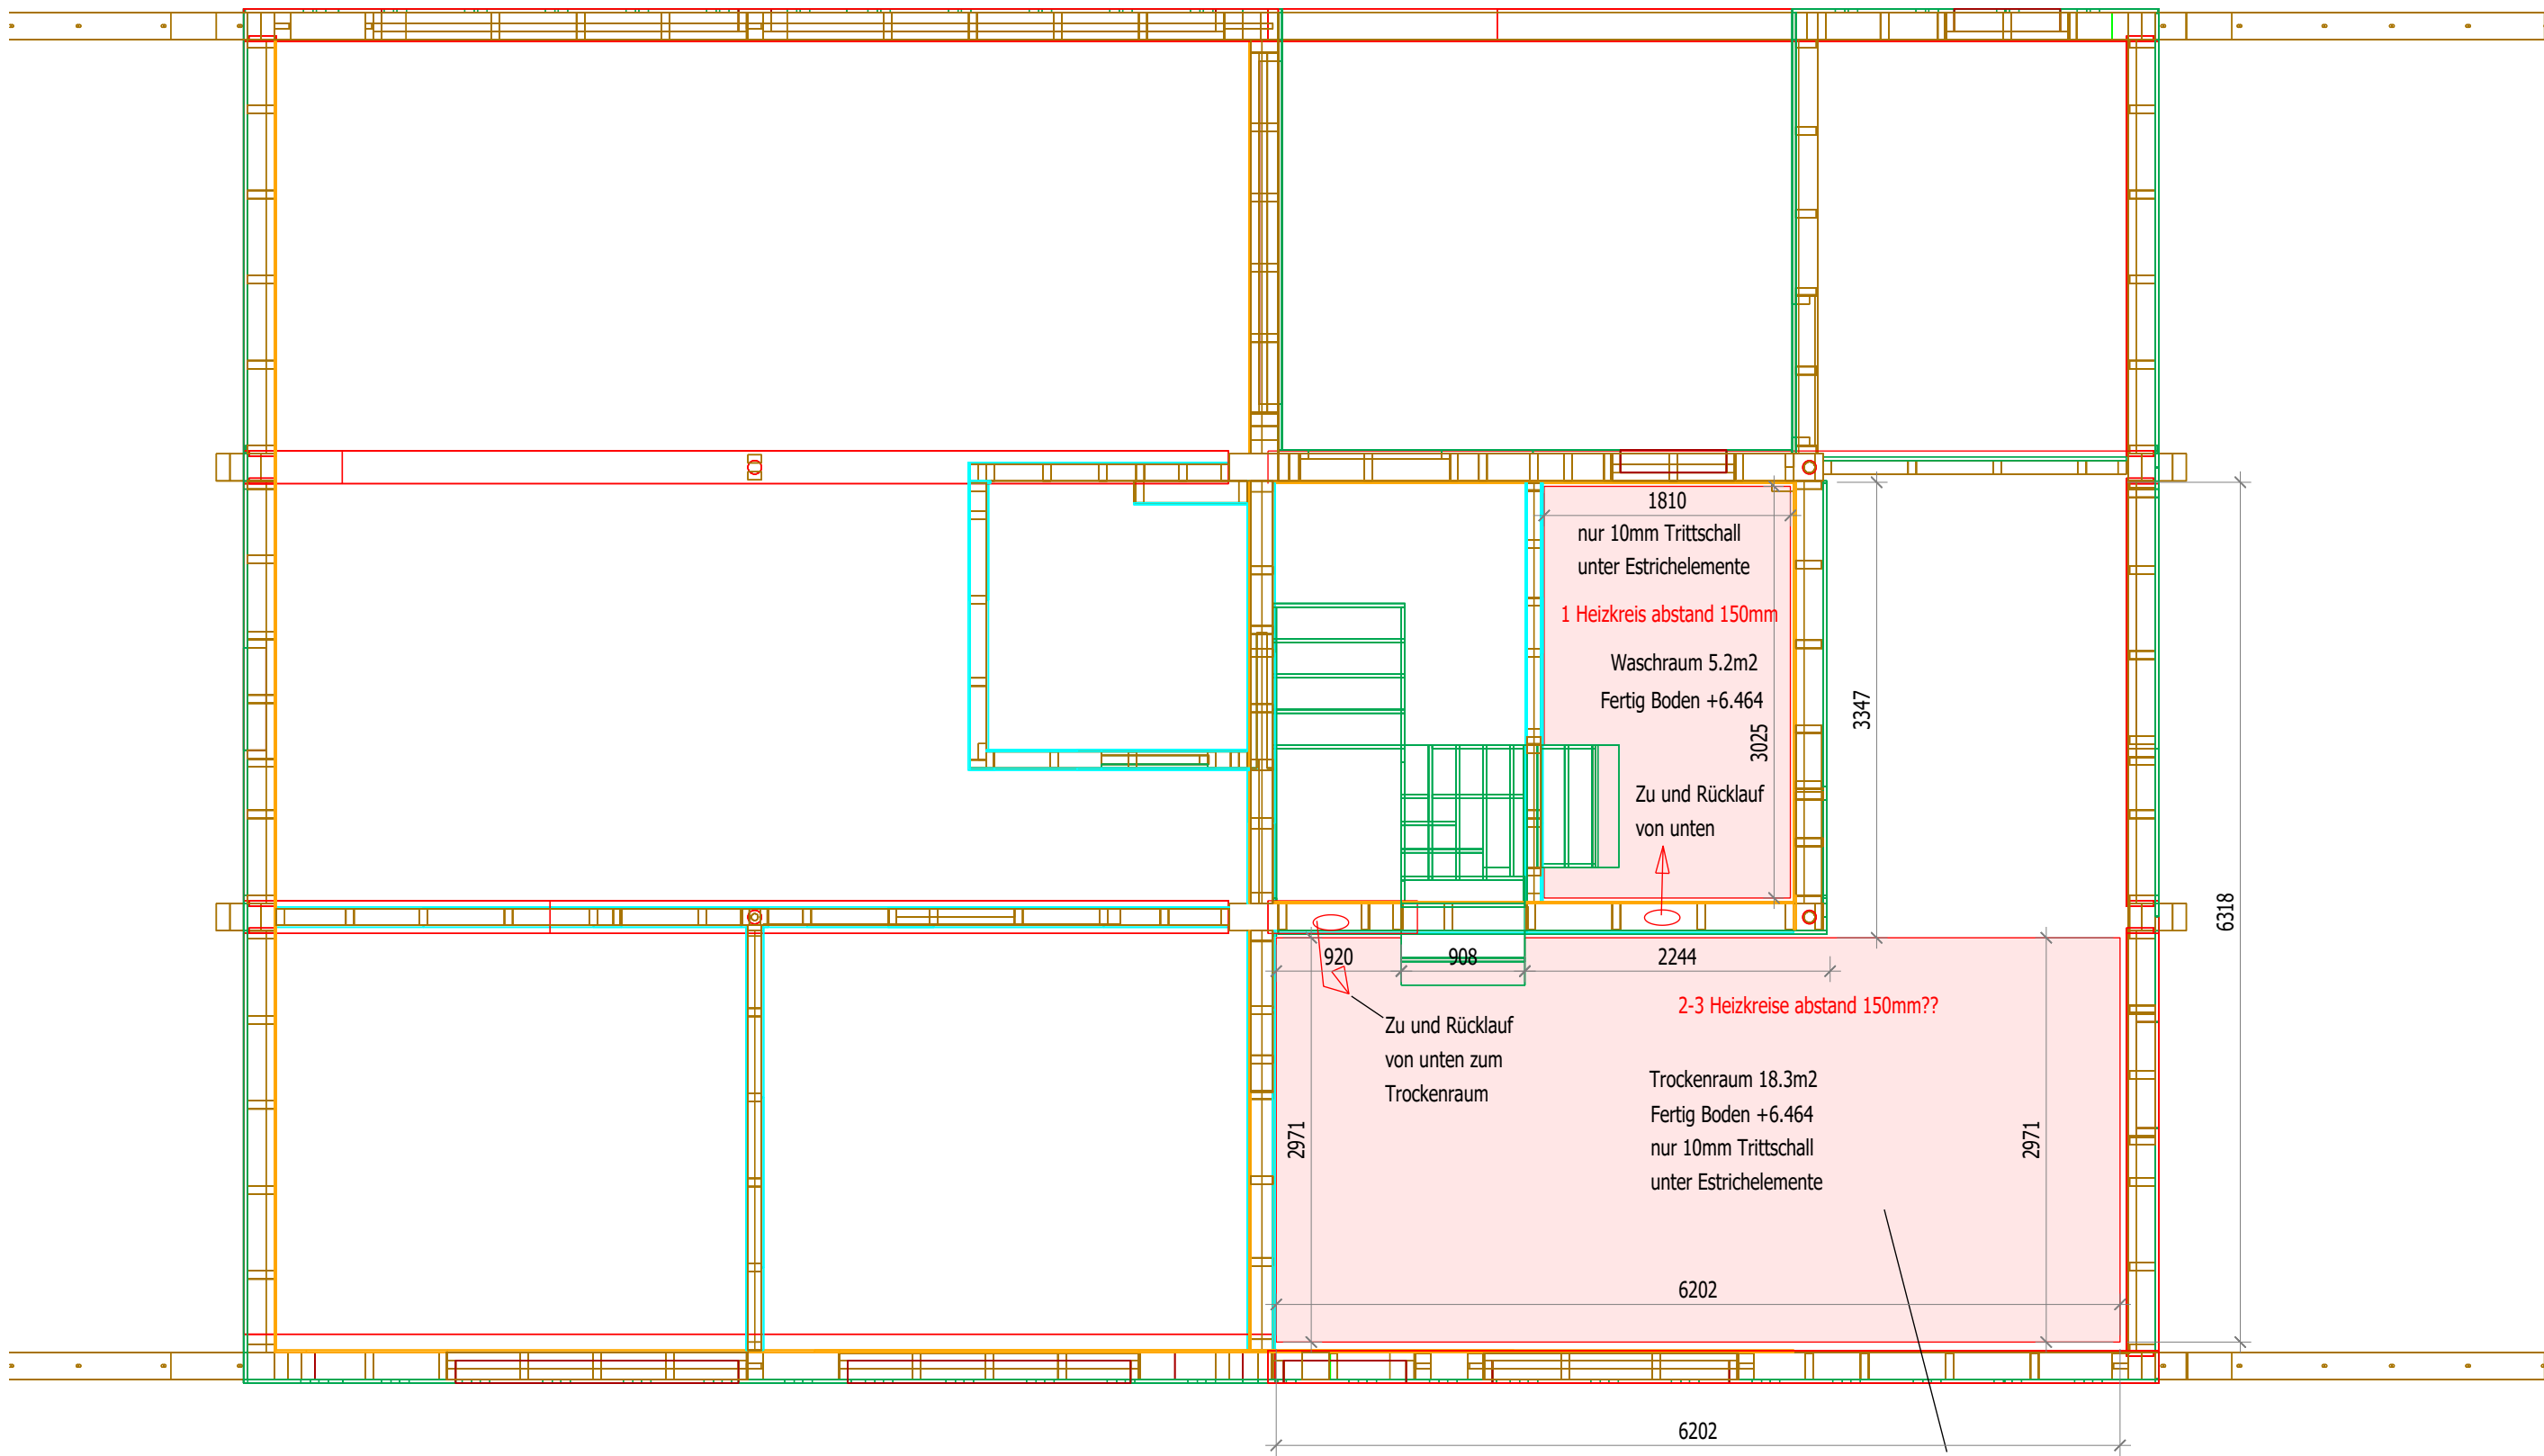 1810
nur 10mm Trittschall
unter Estrichelemente
1 Heizkreis abstand 150mm
Waschraum 5.2m2
Fertig Boden +6.464
3025
3347
Zu und Rücklauf
von unten
6318
920
908
2244
2-3 Heizkreise abstand 150mm??
Zu und Rücklauf
von unten zum
Trockenraum
Trockenraum 18.3m2
Fertig Boden +6.464
nur 10mm Trittschall
unter Estrichelemente
2971
2971
6202
6202